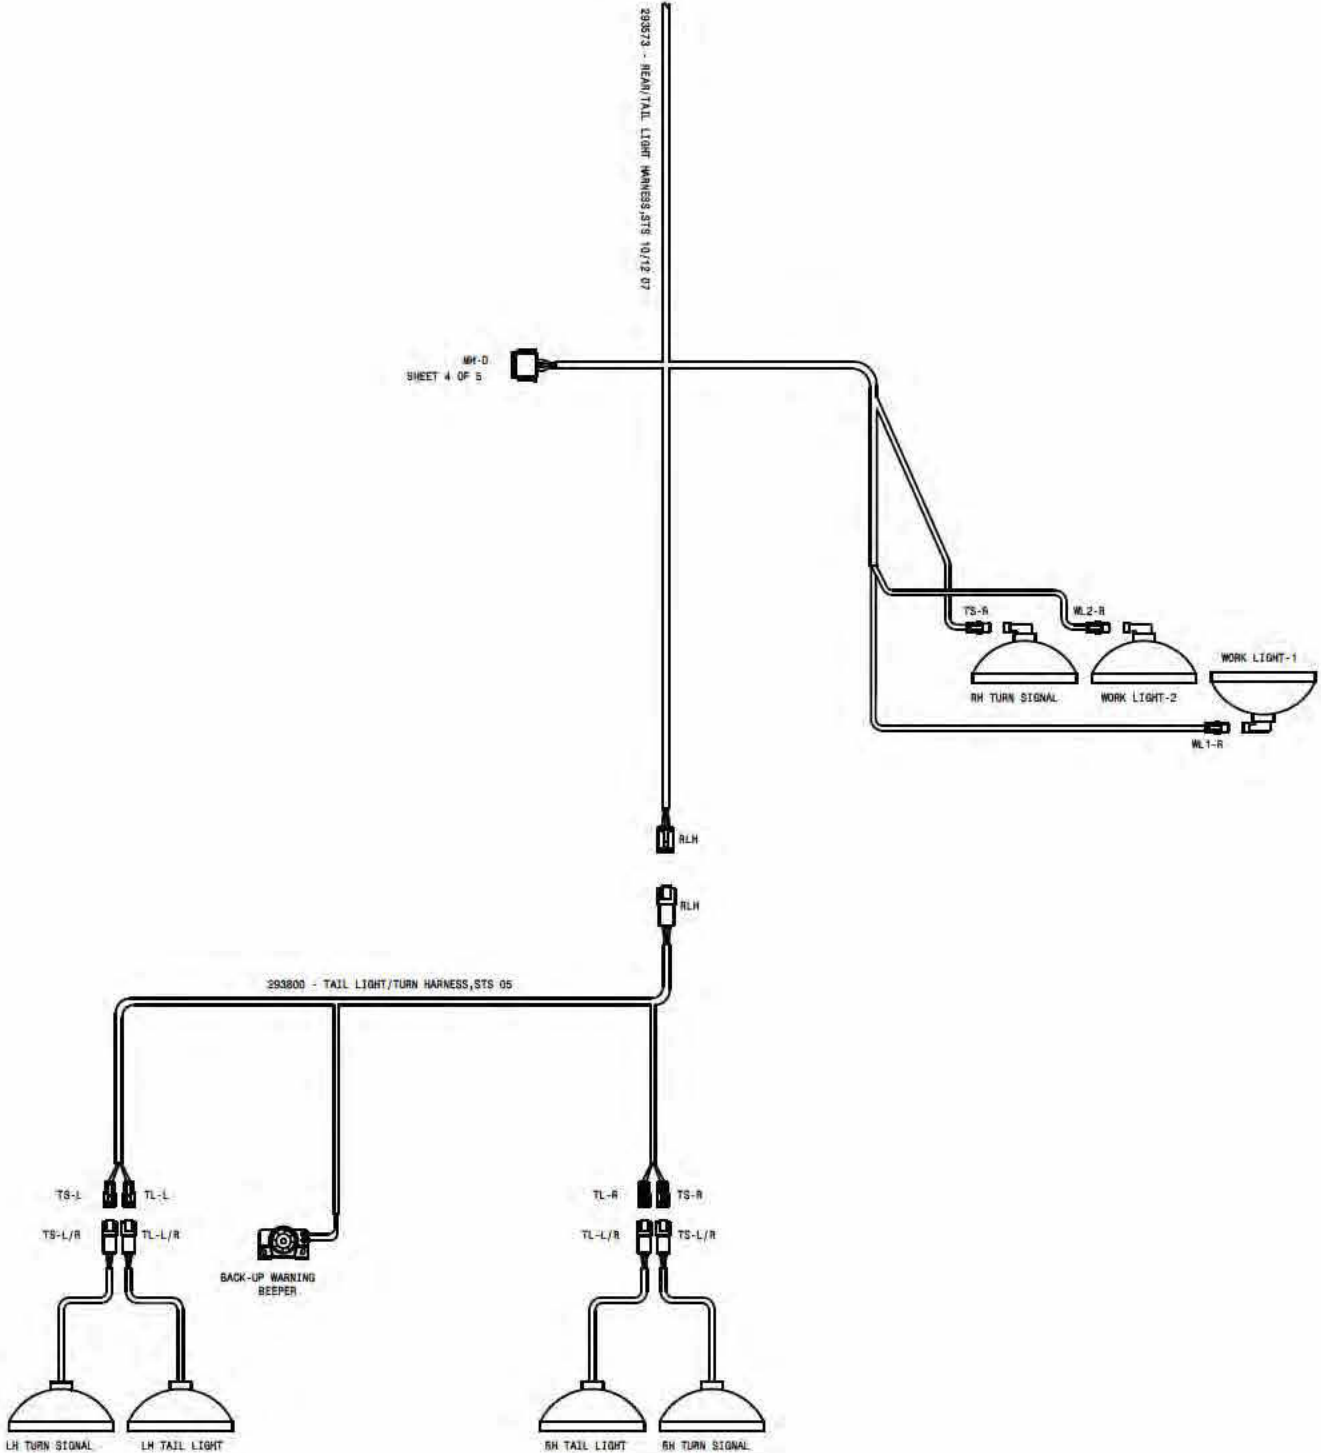 293573 - REAR/TAIL LIGHT HARNESS,STS 10/12 07
MH-D
SHEET 4 OF 5
TS-R
WL2-R
WORK LIGHT-1
RH TURN SIGNAL
WORK LIGHT-2
WL1-R
RLH
RLH
293800 - TAIL LIGHT/TURN HARNESS,STS 05
TS-L
TL-L
TL-R
TS-R
TS-L/R
TL-L/R
TL-L/R
TS-L/R
BACK-UP WARNING
BEEPER
LH TURN SIGNAL
LH TAIL LIGHT
RH TAIL LIGHT
RH TURN SIGNAL